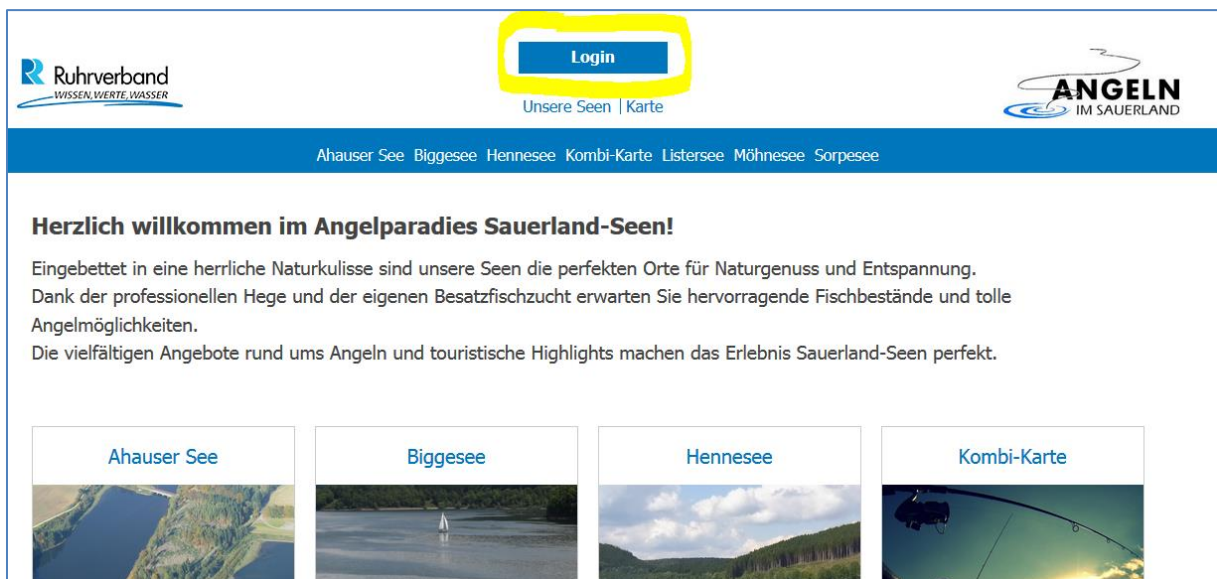 Ruhrverband
WISSEN, WERTE, WASSER
Login
Unsere Seen | Karte
ANGELN
IM SAUERLAND
Ahauser See Biggesee Hennesee Kombi-Karte Listersee Möhnesee Sorpesee
Herzlich willkommen im Angelparadies Sauerland-Seen!
Eingebettet in eine herrliche Naturkulisse sind unsere Seen die perfekten Orte für Naturgenuss und Entspannung.
Dank der professionellen Hege und der eigenen Besatzfischzucht erwarten Sie hervorragende Fischbestände und tolle
Angelmöglichkeiten.
Die vielfältigen Angebote rund ums Angeln und touristische Highlights machen das Erlebnis Sauerland-Seen perfekt.
Ahauser See
Biggesee
Hennesee
Kombi-Karte